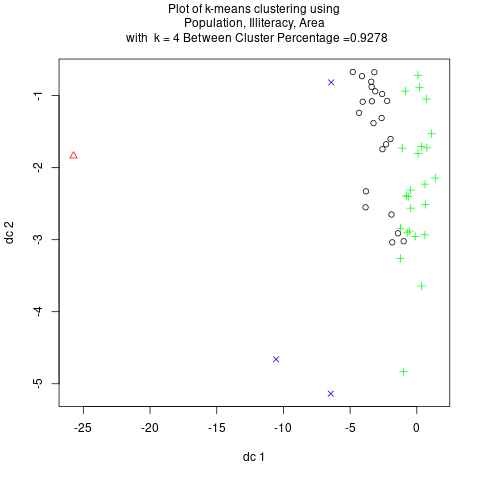 Plot of k-means clustering using
Population, Illiteracy, Area
with k = 4 Between Cluster Percentage =0.9278
-1
-2
-3
-4
-5
dc 2
-25 -20 -15 -10 -5 0
dc 1